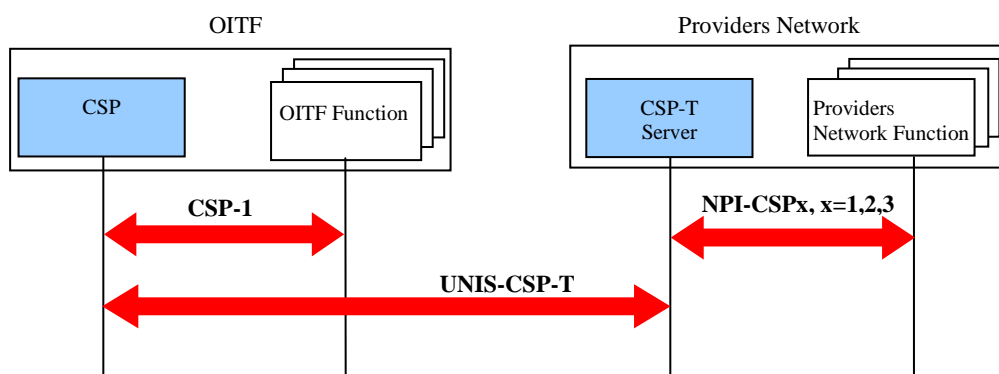 OITF
Providers Network
CSP
OITF Function
CSP-T
Server
Providers
Network Function
CSP-1
NPI-CSPx, x=1,2,3
UNIS-CSP-T